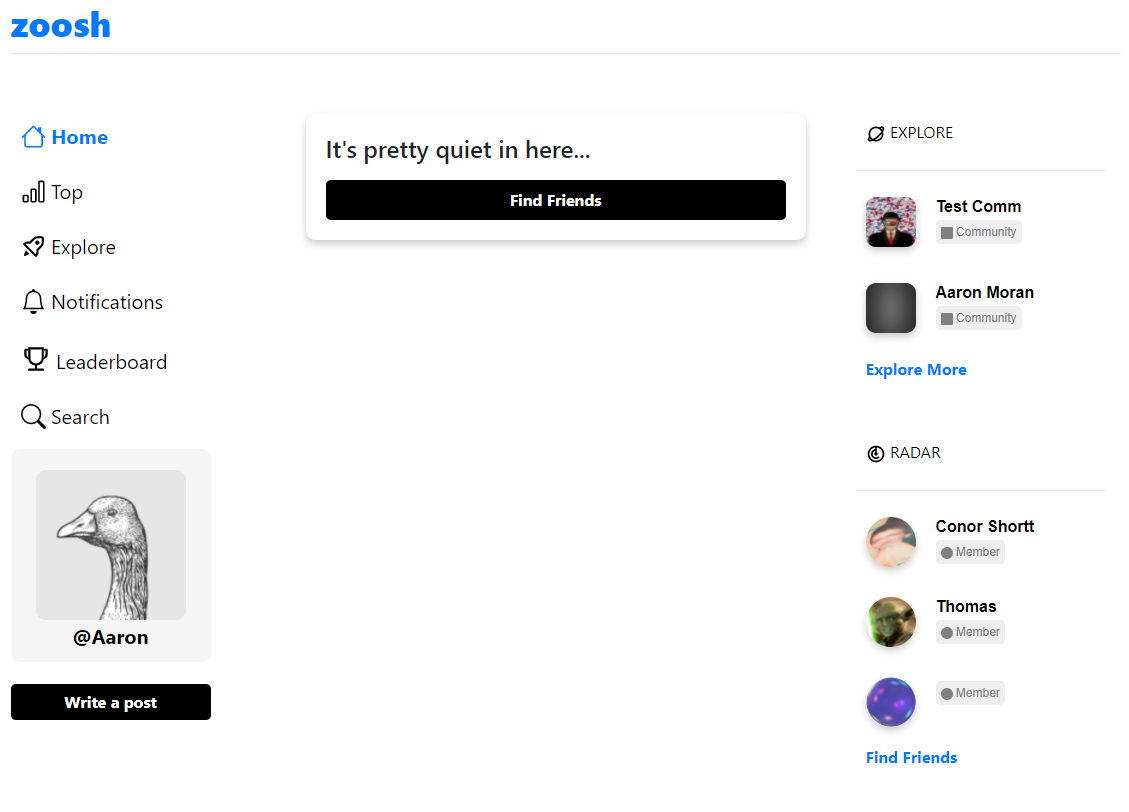 zoosh
Home
Top
Explore
Notifications
Leaderboard
Search
@Aaron
Write a post
It's pretty quiet in here...
Find Friends
EXPLORE
Test Comm
Community
Aaron Moran
Community
Explore More
RADAR
Conor Shortt
Member
Thomas
Member
Member
Find Friends